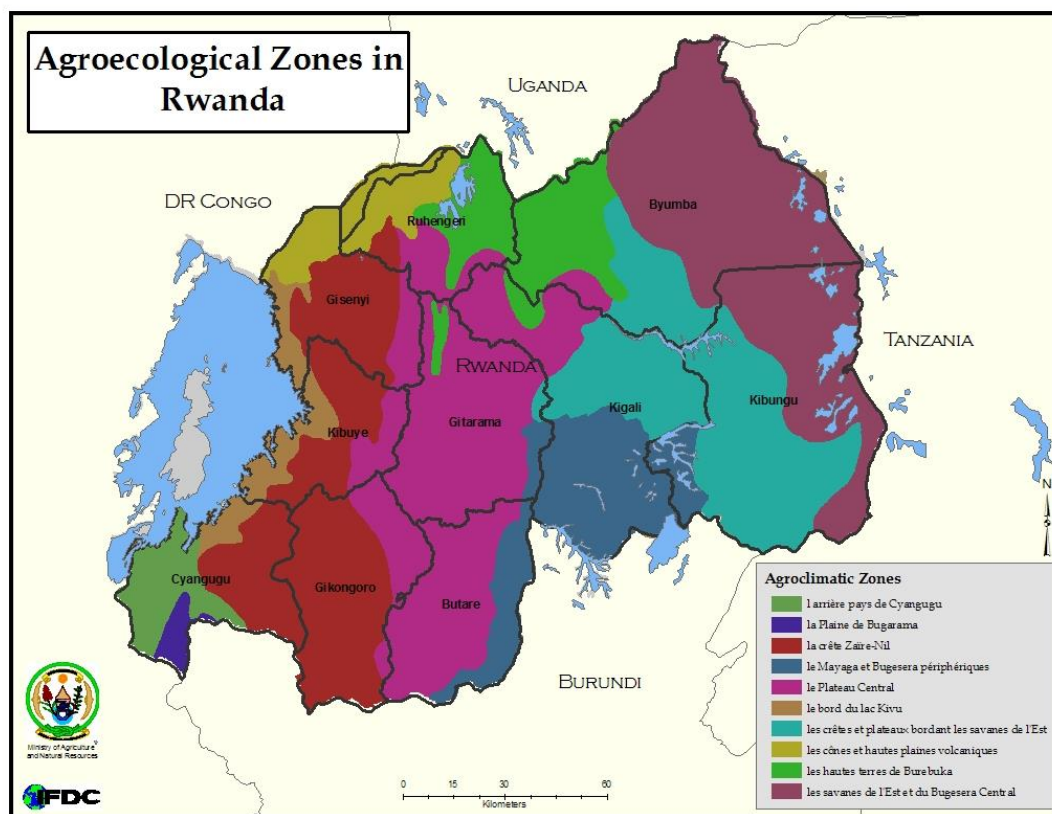 Agroecological Zones in
Rwanda
UGANDA
DR CONGO
Byumba
Ruhengeri
Gisenyi
TANZANIA
RWANDA
Kigali
Kibungu
Gitarama
Kibuye
N
Cyangugu
Gikongoro
Butare
BURUNDI
Agroclimatic Zones
l arrière pays de Cyangugu
la Plaine de Bugarama
la crête Zaïre-Nil
le Mayaga et Bugesera périphériques
le Plateau Central
le bord du lac Kivu
les crêtes et plateaux bordant les savanes de l'Est
les cônes et hautes plaines volcaniques
les hautes terres de Burebuka
les savanes de l'Est et du Bugesera Central
Ministry of Agriculture
and Natural Resources
IFDC
0 15 30 60
Kilometers